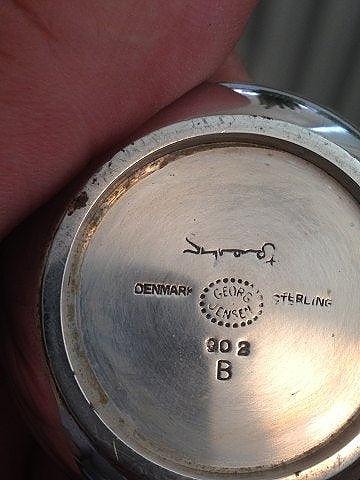 DENMARK
GEORG
JENSEN
STERLING
902
B